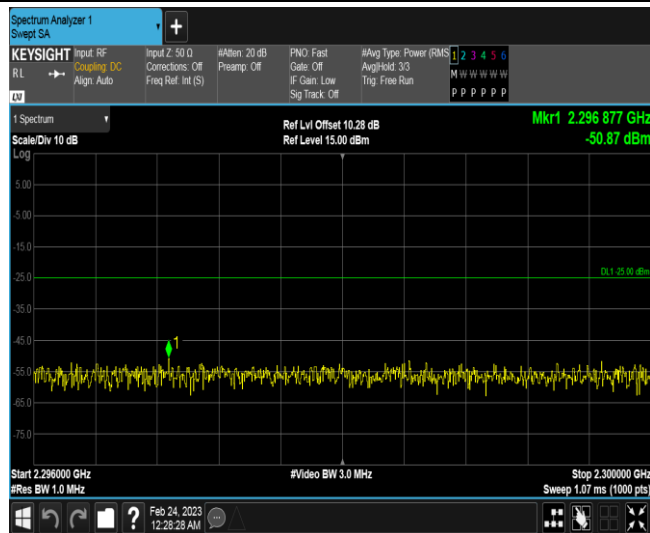 Spectrum Analyzer 1
Swept SA
+
KEYSIGHT
RL
LXI
Input: RF
Coupling: DC
Align: Auto
Input Z: 50 Ω
Corrections: Off
Freq Ref: Int (S)
#Atten: 20 dB
Preamp: Off
PNO: Fast
Gate: Off
IF Gain: Low
Sig Track: Off
#Avg Type: Power (RMS
Avg|Hold: 3/3
Trig: Free Run
1 2 3 4 5 6
M W W W W W
P P P P P P
1 Spectrum
Scale/Div 10 dB
Ref Lvl Offset 10.28 dB
Ref Level 15.00 dBm
Mkr1 2.296 877 GHz
-50.87 dBm
Log
5.00
-5.00
-15.0
-25.0
DL1 -25.00 dBm
-35.0
-45.0
1
-55.0
-65.0
-75.0
Start 2.296000 GHz
#Video BW 3.0 MHz
Stop 2.300000 GHz
#Res BW 1.0 MHz
Sweep 1.07 ms (1000 pts)
?
Feb 24, 2023
12:28:28 AM